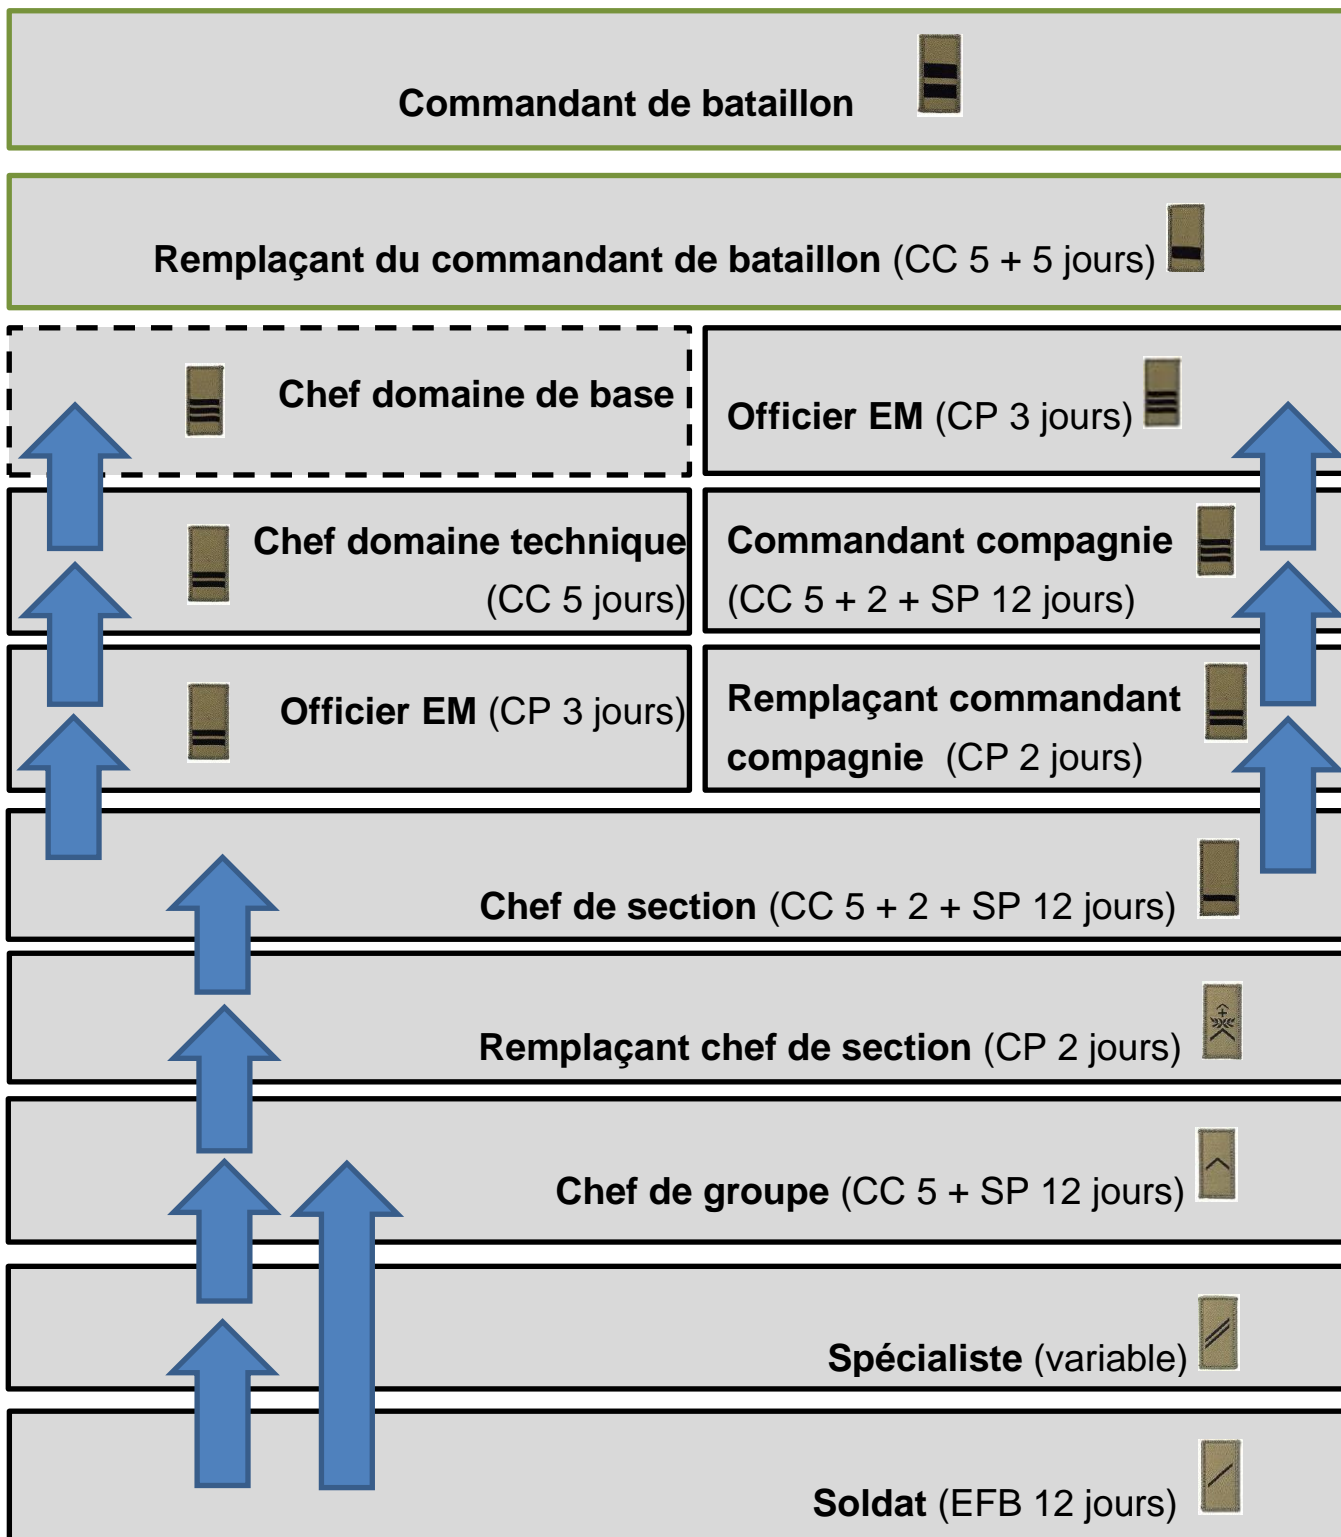 Commandant de bataillon
Remplaçant du commandant de bataillon (CC 5 + 5 jours)
Chef domaine de base
Officier EM (CP 3 jours)
Chef domaine technique
(CC 5 jours)
Commandant compagnie
(CC 5 + 2 + SP 12 jours)
Officier EM (CP 3 jours)
Remplaçant commandant
compagnie (CP 2 jours)
Chef de section (CC 5 + 2 + SP 12 jours)
Remplaçant chef de section (CP 2 jours)
Chef de groupe (CC 5 + SP 12 jours)
Spécialiste (variable)
Soldat (EFB 12 jours)